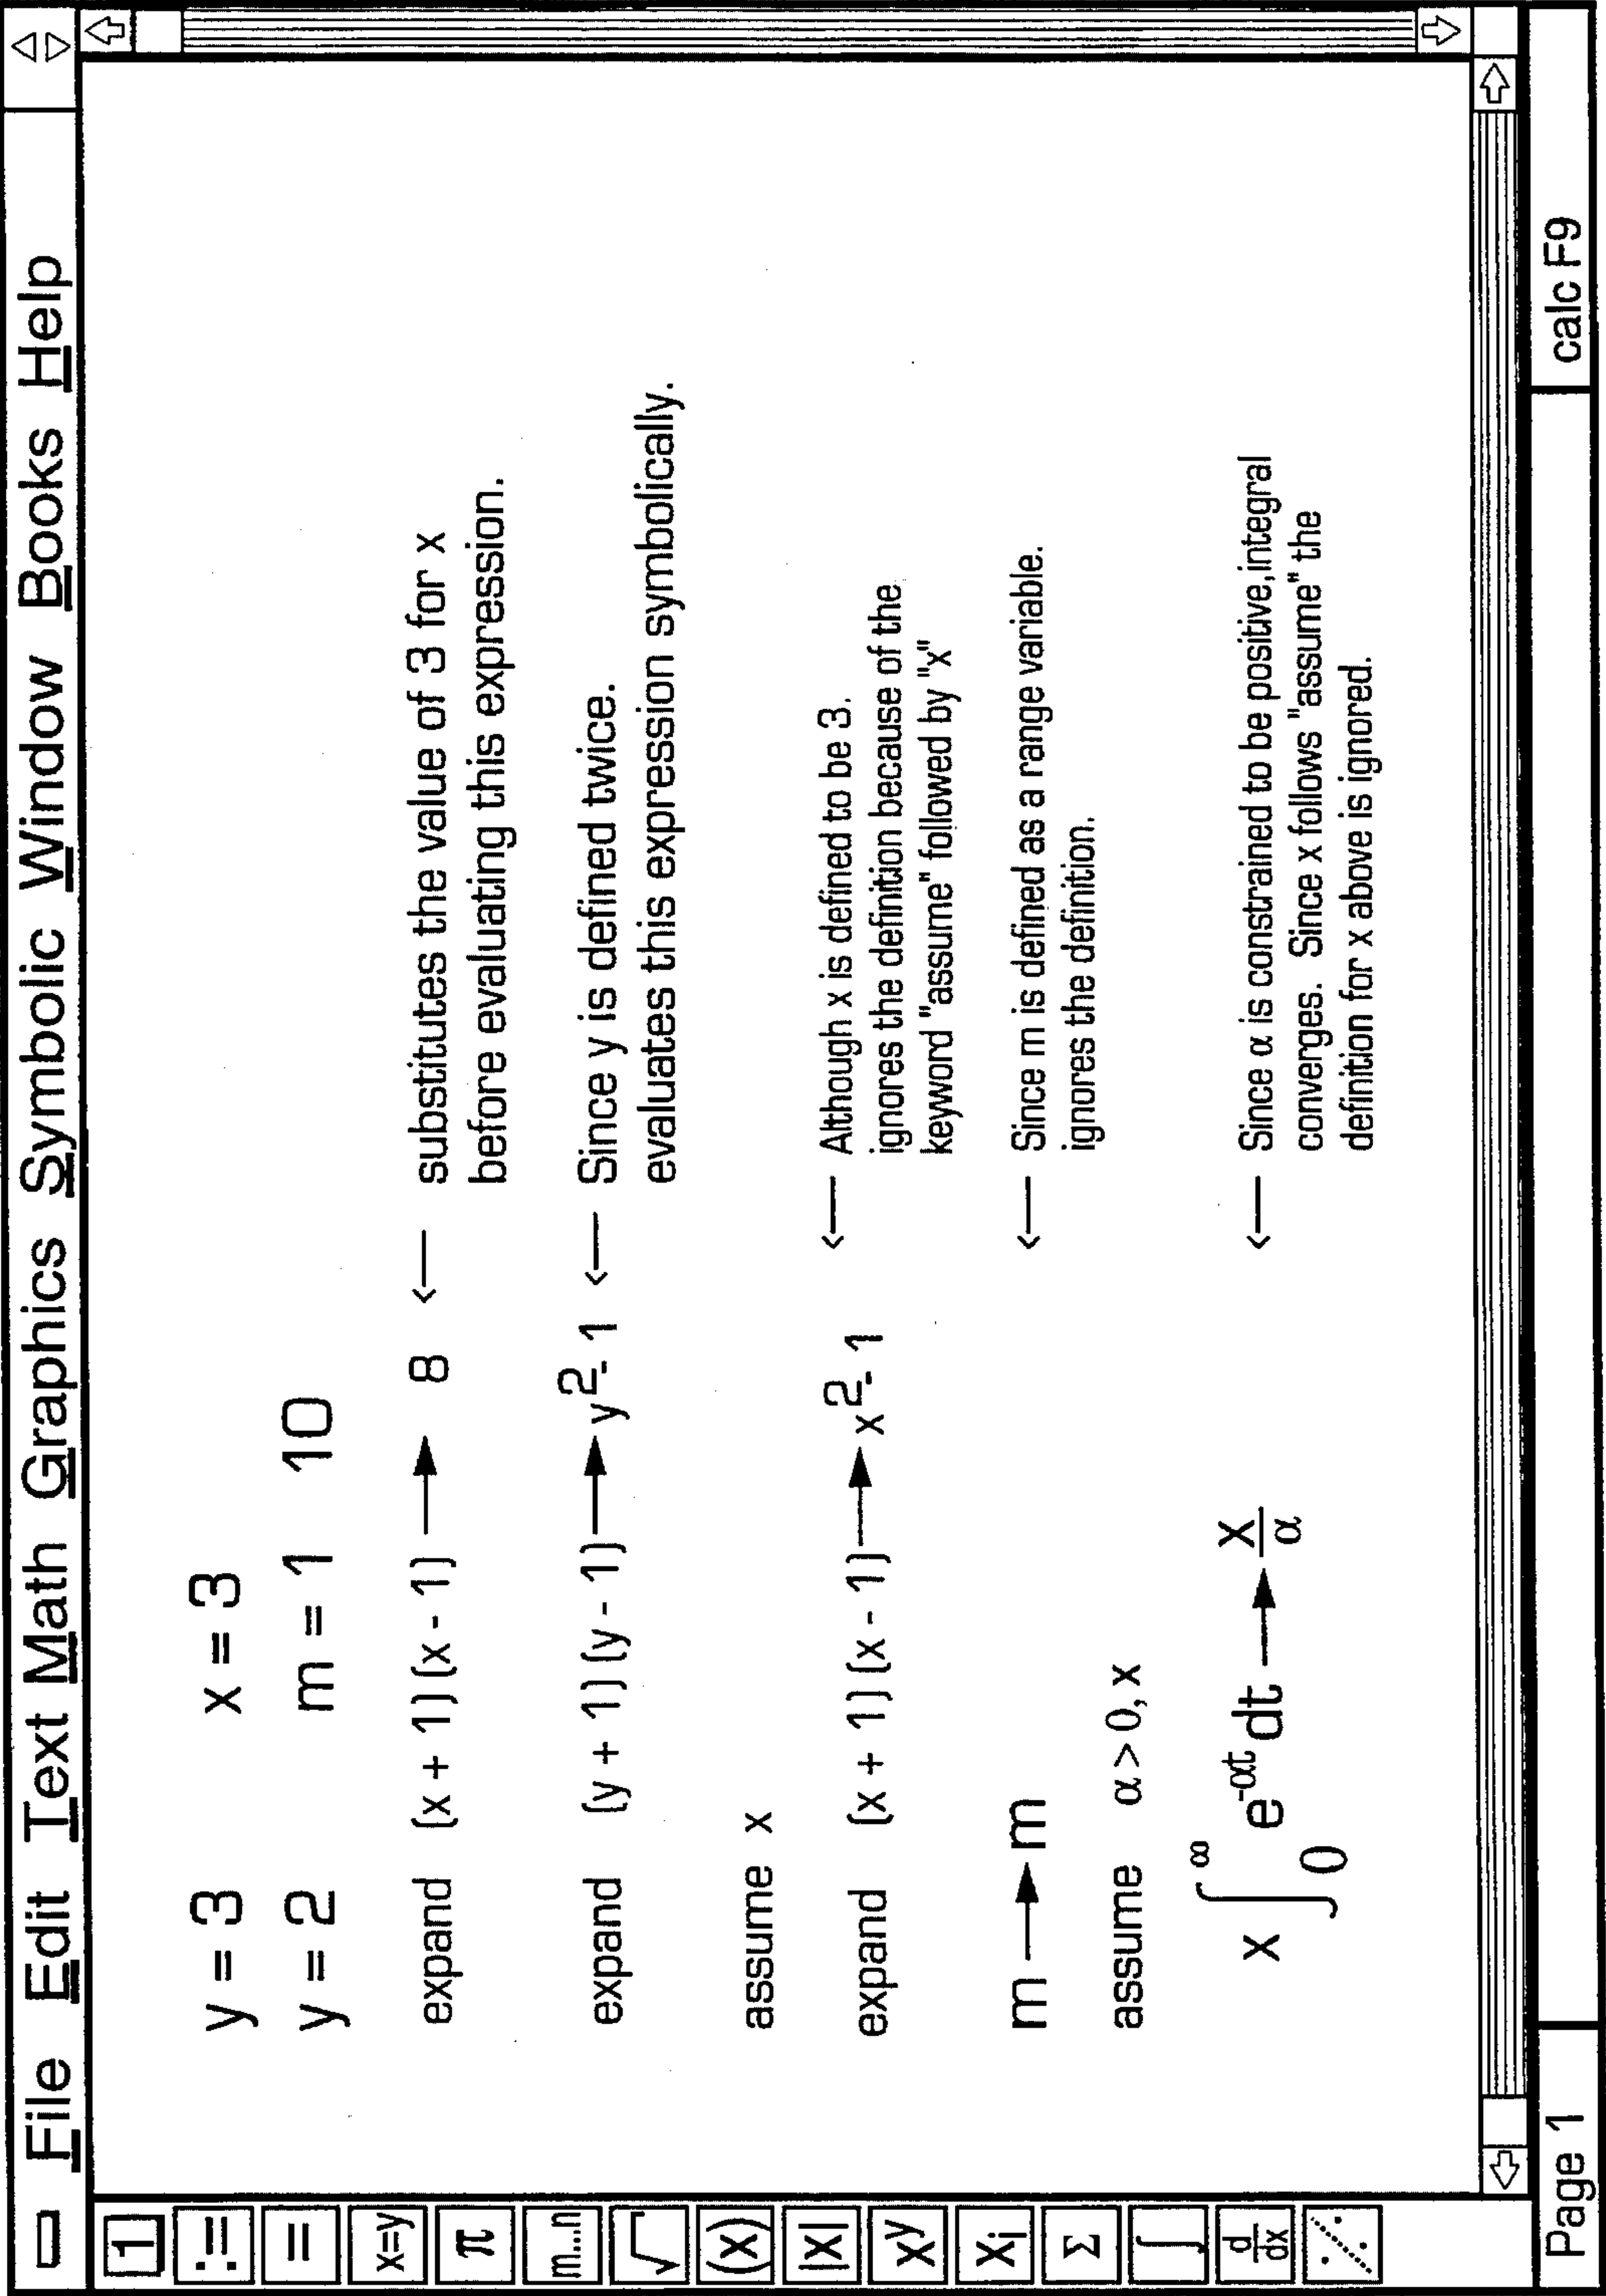 File Edit Text Math Graphics Symbolic Window Books Help
[1]
:=
=
x=y
π
m...n
√
(x)
|x|
xy
Xi
Σ
∫
d/dx
y = 3 x = 3
y = 2 m = 1 10
expand (x + 1) (x - 1) → 8 ← substitutes the value of 3 for x
before evaluating this expression.
expand (y + 1) (y - 1) → y² - 1 ← Since y is defined twice.
evaluates this expression symbolically.
assume x
← Although x is defined to be 3.
expand (x + 1) (x - 1) → x² - 1 ignores the definition because of the
keyword "assume" followed by "x"
m → m ← Since m is defined as a range variable.
ignores the definition.
assume α > 0, x
x ∫₀^∞ e^-αt dt → x/α ← Since α is constrained to be positive,integral
converges. Since x follows "assume" the
definition for x above is ignored.
Page 1 calc F9